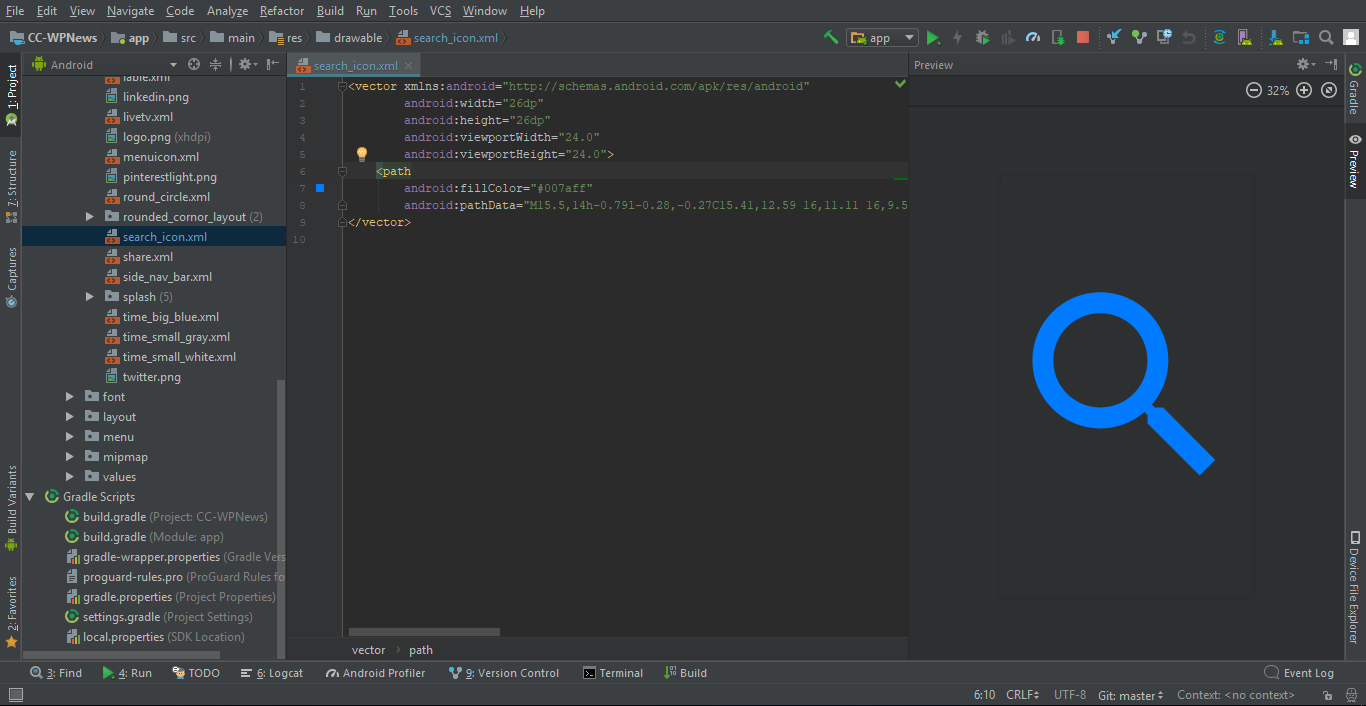 File Edit View Navigate Code Analyze Refactor Build Run Tools VCS Window Help
CC-WPNews app src main res drawable search_icon.xml app
Android
search_icon.xml
Preview
1: Project
Z: Structure
Captures
Build Variants
2: Favorites
table.xml
linkedin.png
livetv.xml
logo.png (xhdpi)
menuicon.xml
pinterestlight.png
round_circle.xml
rounded_cornor_layout (2)
search_icon.xml
share.xml
side_nav_bar.xml
splash (5)
time_big_blue.xml
time_small_gray.xml
time_small_white.xml
twitter.png
font
layout
menu
mipmap
values
Gradle Scripts
build.gradle (Project: CC-WPNews)
build.gradle (Module: app)
gradle-wrapper.properties (Gradle Vers
proguard-rules.pro (ProGuard Rules fo
gradle.properties (Project Properties)
settings.gradle (Project Settings)
local.properties (SDK Location)
1 <vector xmlns:android="http://schemas.android.com/apk/res/android"
2 android:width="26dp"
3 android:height="26dp"
4 android:viewportWidth="24.0"
5 android:viewportHeight="24.0">
6 <path
7 android:fillColor="#007aff"
8 android:pathData="M15.5,14h-0.79l-0.28,-0.27C15.41,12.59 16,11.11 16,9.5
9 </vector>
10
vector path
32%
Gradle
Preview
Device File Explorer
3: Find 4: Run TODO 6: Logcat Android Profiler 9: Version Control Terminal Build Event Log
6:10 CRLF UTF-8 Git: master Context: <no context>